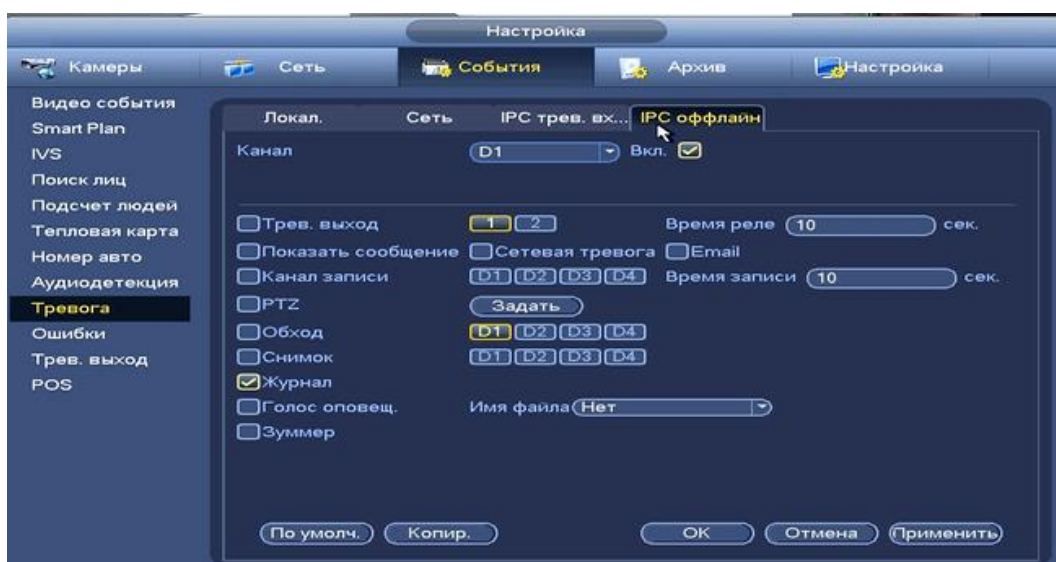 Настройка
Камеры Сеть События Архив Настройка
Видео события
Smart Plan
IVS
Поиск лиц
Подсчет людей
Тепловая карта
Номер авто
Аудиодетекция
Тревога
Ошибки
Трев. выход
POS
Локал. Сеть IPC трев. вх... IPC оффлайн
Канал D1 Вкл.
Трев. выход 1 2 Время реле 10 сек.
Показать сообщение Сетевая тревога Email
Канал записи D1 D2 D3 D4 Время записи 10 сек.
PTZ Задать
Обход D1 D2 D3 D4
Снимок D1 D2 D3 D4
Журнал
Голос оповещ. Имя файла Нет
Зуммер
По умолч. Копир. OK Отмена Применить